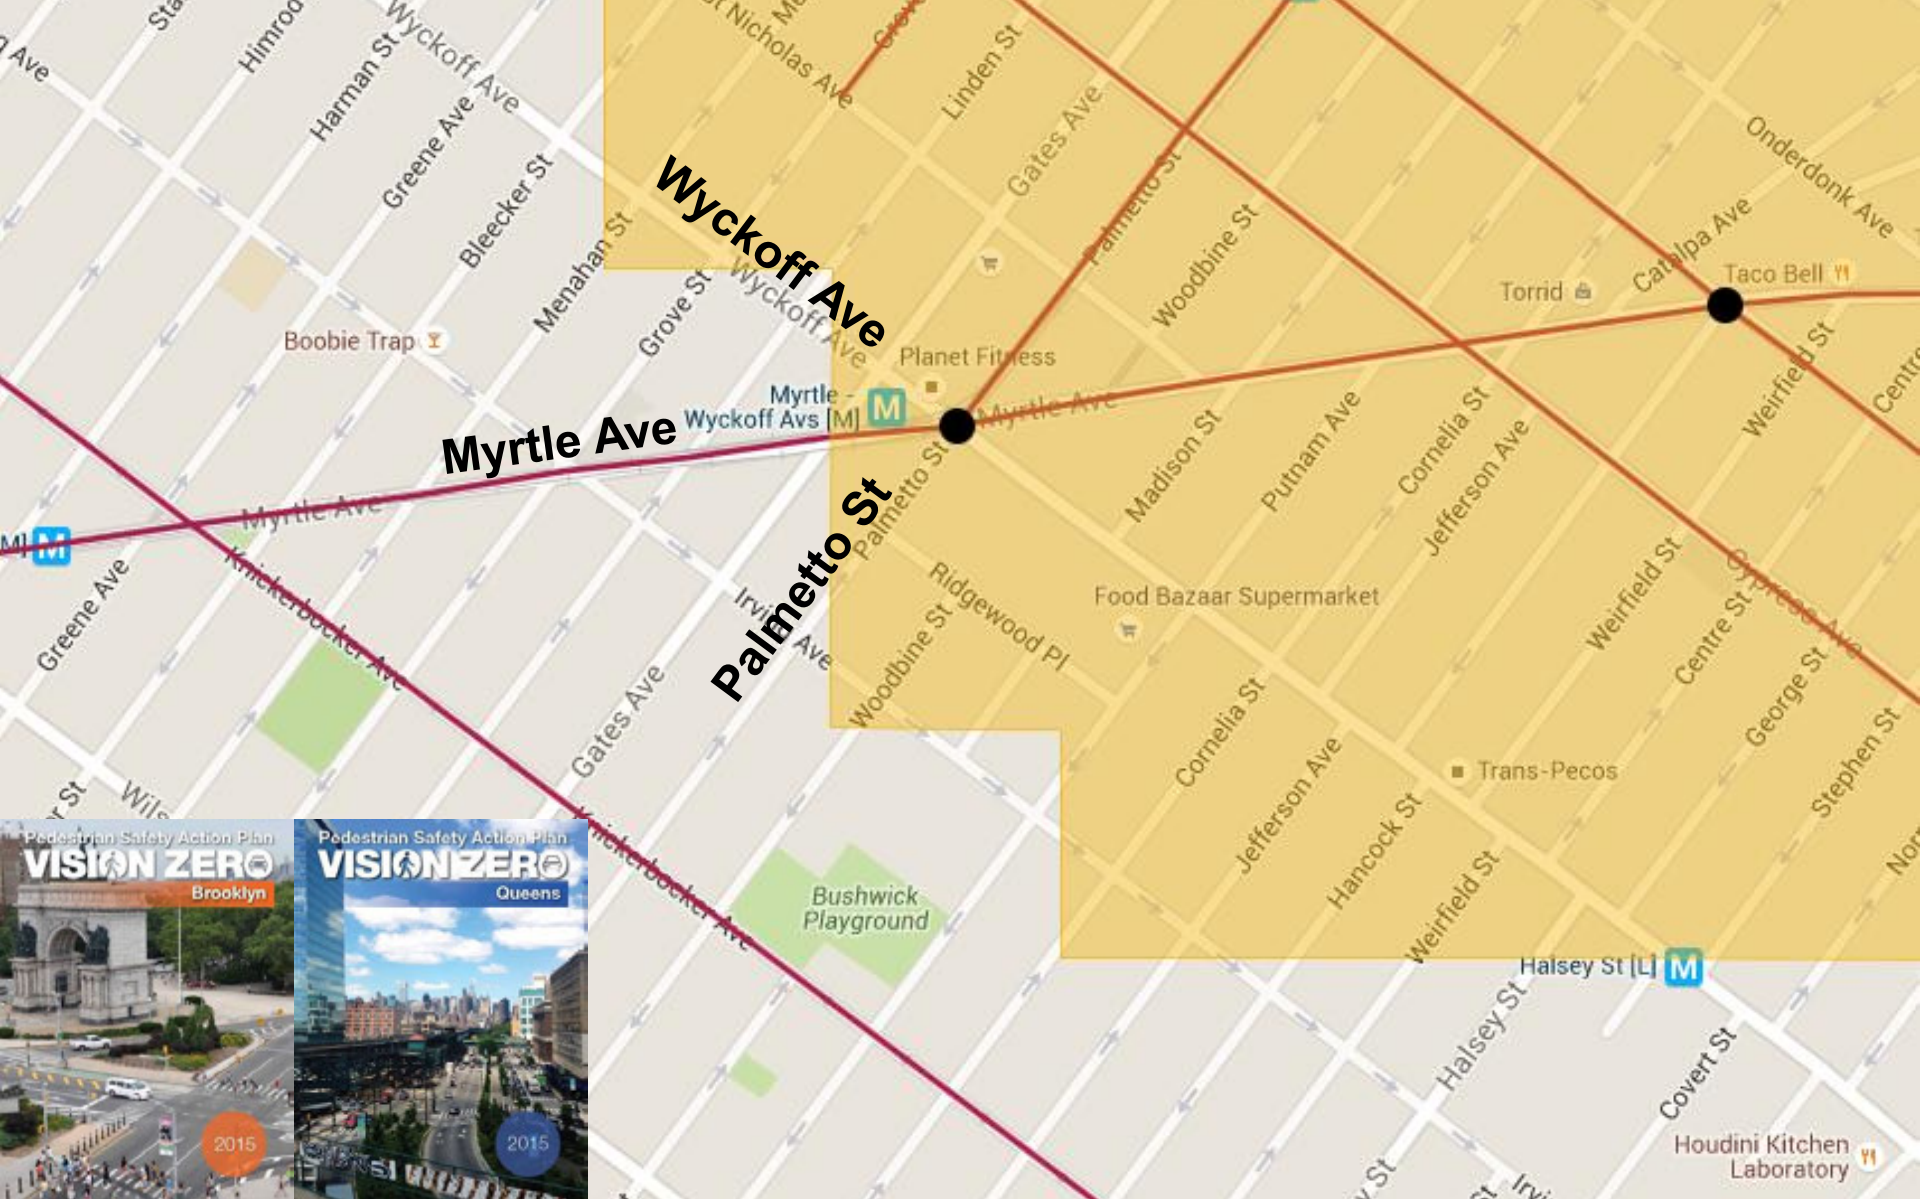 Himrod
Harman St
Wyckoff Ave
St Nicholas Ave
Linden St
Gates Ave
Greene Ave
Bleecker St
Menahan St
Grove St
Wyckoff Ave
Wyckoff Ave
Palmetto St
Woodbine St
Onderdonk Ave
Catalpa Ave
Taco Bell
Torrid
Boobie Trap
Planet Fitness
Myrtle -
Wyckoff Avs [M]
M
Myrtle Ave
Myrtle Ave
Myrtle Ave
M]
M
Palmetto St
Palmetto St
Madison St
Putnam Ave
Cornelia St
Jefferson Ave
Weirfield St
Centre
Greene Ave
Knickerbocker Ave
Irving Ave
Ridgewood Pl
Woodbine St
Food Bazaar Supermarket
Weirfield St
Centre St
Cypress Ave
George St
Stephen St
Gates Ave
Cornelia St
Jefferson Ave
Trans-Pecos
Hancock St
Weirfield St
Knickerbocker Ave
Bushwick
Playground
Halsey St [L]
M
Halsey St
Covert St
Houdini Kitchen
Laboratory
Pedestrian Safety Action Plan
VISION ZERO
Brooklyn
2015
Pedestrian Safety Action Plan
VISION ZERO
Queens
2015